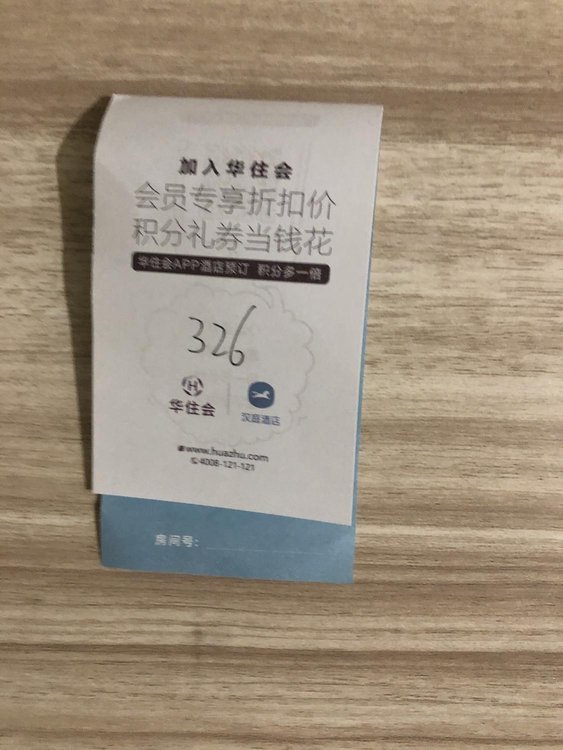 加入华住会
会员专享折扣价
积分礼券当钱花
华住会APP酒店预订 积分多一倍
326
H
华住会
汉庭酒店
www.huazhu.com
4008-121-121
房间号：